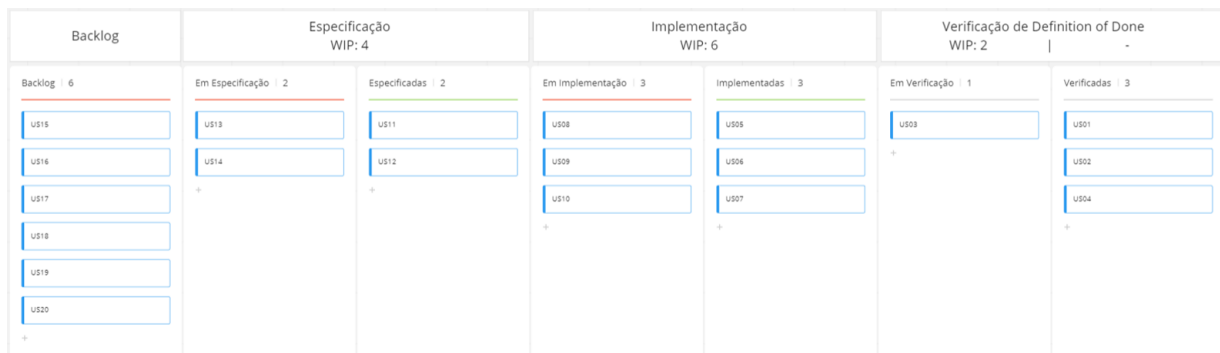 Backlog
Especificação
WIP: 4
Implementação
WIP: 6
Verificação de Definition of Done
WIP: 2 | -
Backlog | 6
US15
US16
US17
US18
US19
US20
+
Em Especificação | 2
US13
US14
+
Especificadas | 2
US11
US12
+
Em Implementação | 3
US08
US09
US10
+
Implementadas | 3
US05
US06
US07
+
Em Verificação | 1
US03
+
Verificadas | 3
US01
US02
US04
+